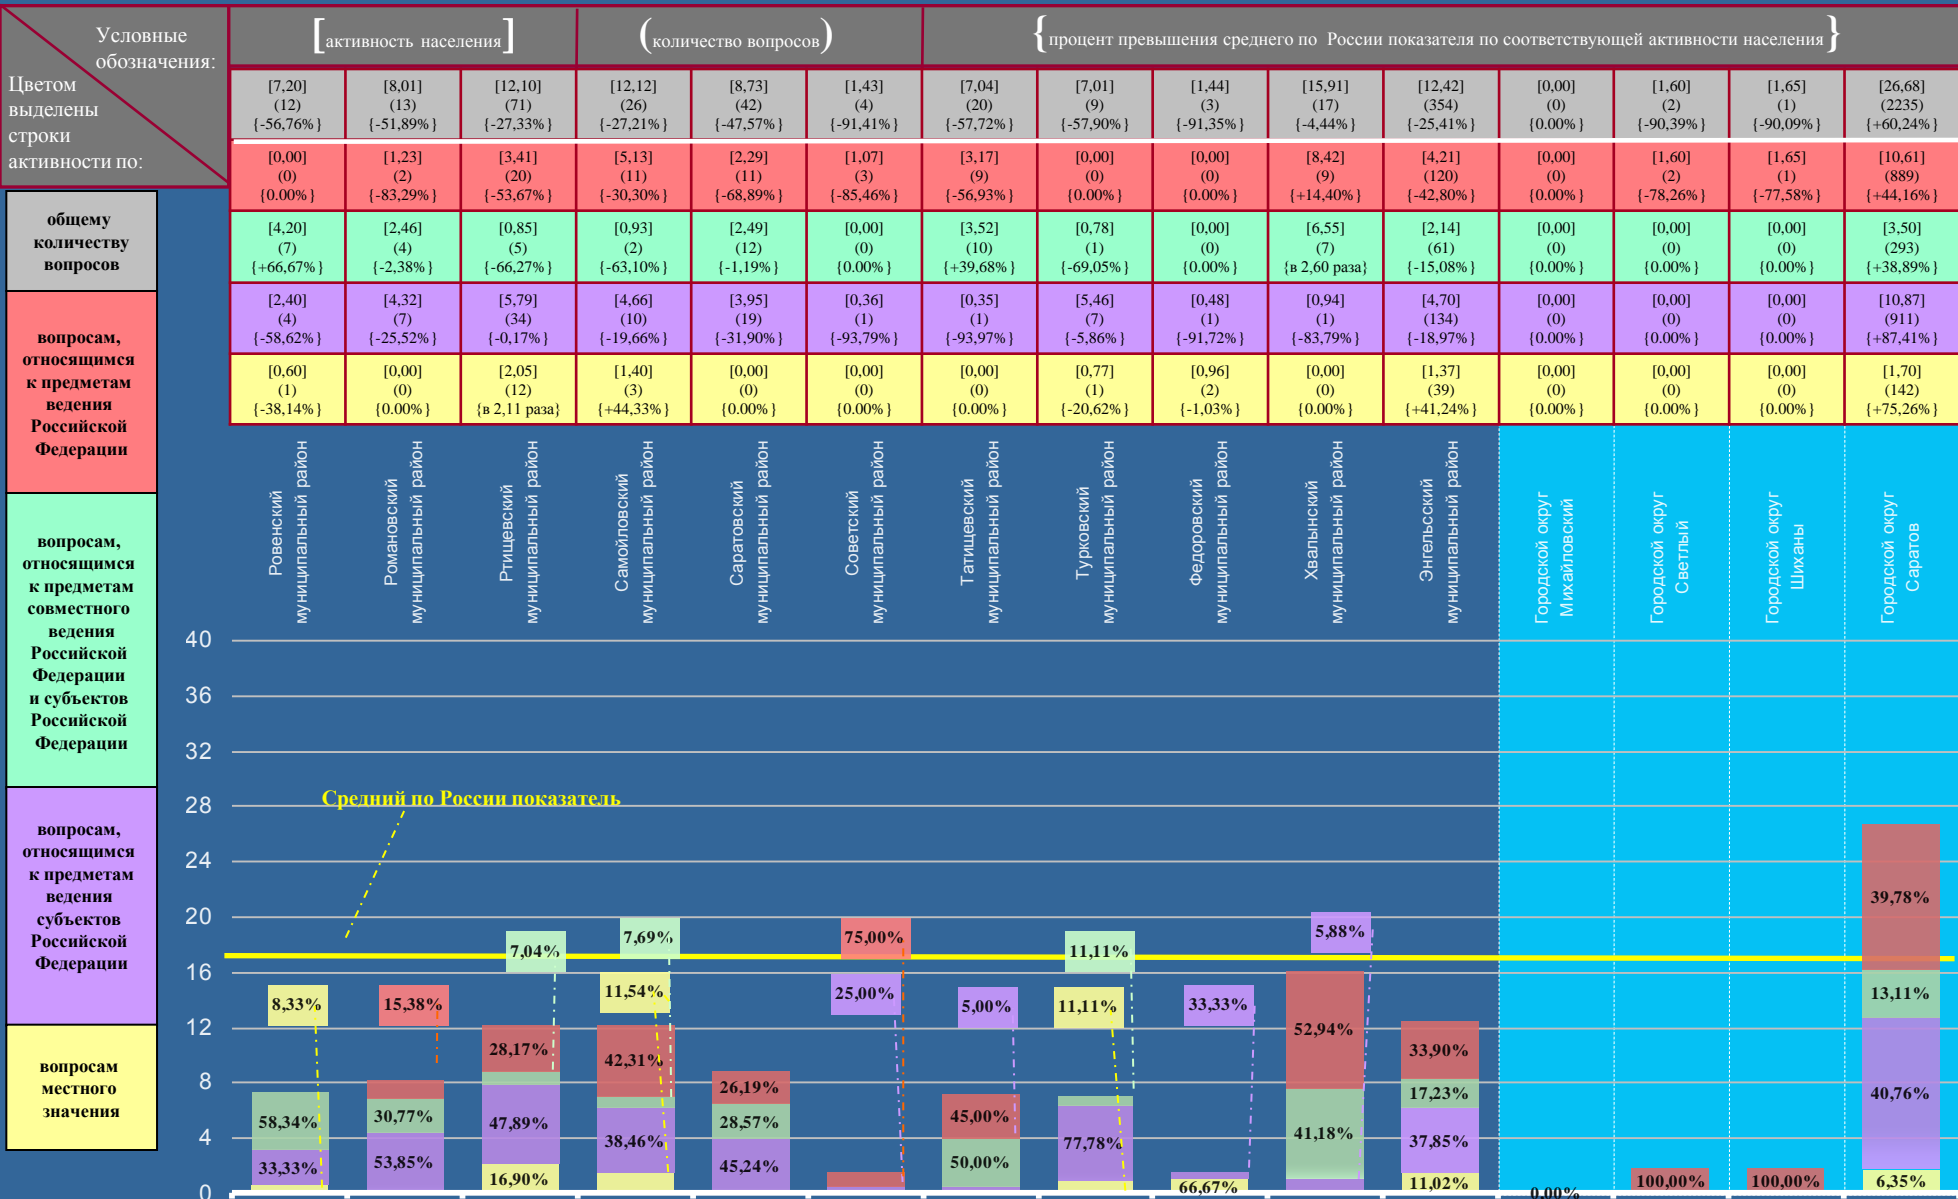 Условные
обозначения:
Цветом
выделены
строки
активности по:
[активность населения]
(количество вопросов)
{процент превышения среднего по России показателя по соответствующей активности населения}
[7,20] [8,01] [12,10] [12,12] [8,73] [1,43] [7,04] [7,01] [1,44] [15,91] [12,42] [0,00] [1,60] [1,65] [26,68]
(12) (13) (71) (26) (42) (4) (20) (9) (3) (17) (354) (0) (2) (1) (2235)
{-56,76%} {-51,89%} {-27,33%} {-27,21%} {-47,57%} {-91,41%} {-57,72%} {-57,90%} {-91,35%} {-4,44%} {-25,41%} {0.00%} {-90,39%} {-90,09%} {+60,24%}
[0,00] [1,23] [3,41] [5,13] [2,29] [1,07] [3,17] [0,00] [0,00] [8,42] [4,21] [0,00] [1,60] [1,65] [10,61]
(0) (2) (20) (11) (11) (3) (9) (0) (0) (9) (120) (0) (2) (1) (889)
{0.00%} {-83,29%} {-53,67%} {-30,30%} {-68,89%} {-85,46%} {-56,93%} {0.00%} {0.00%} {+14,40%} {-42,80%} {0.00%} {-78,26%} {-77,58%} {+44,16%}
[4,20] [2,46] [0,85] [0,93] [2,49] [0,00] [3,52] [0,78] [0,00] [6,55] [2,14] [0,00] [0,00] [0,00] [3,50]
(7) (4) (5) (2) (12) (0) (10) (1) (0) (7) (61) (0) (0) (0) (293)
{+66,67%} {-2,38%} {-66,27%} {-63,10%} {-1,19%} {0.00%} {+39,68%} {-69,05%} {0.00%} {в 2,60 раза} {-15,08%} {0.00%} {0.00%} {0.00%} {+38,89%}
[2,40] [4,32] [5,79] [4,66] [3,95] [0,36] [0,35] [5,46] [0,48] [0,94] [4,70] [0,00] [0,00] [0,00] [10,87]
(4) (7) (34) (10) (19) (1) (1) (7) (1) (1) (134) (0) (0) (0) (911)
{-58,62%} {-25,52%} {-0,17%} {-19,66%} {-31,90%} {-93,79%} {-93,97%} {-5,86%} {-91,72%} {-83,79%} {-18,97%} {0.00%} {0.00%} {0.00%} {+87,41%}
[0,60] [0,00] [2,05] [1,40] [0,00] [0,00] [0,00] [0,77] [0,96] [0,00] [1,37] [0,00] [0,00] [0,00] [1,70]
(1) (0) (12) (3) (0) (0) (0) (1) (2) (0) (39) (0) (0) (0) (142)
{-38,14%} {0.00%} {в 2,11 раза} {+44,33%} {0.00%} {0.00%} {0.00%} {-20,62%} {-1,03%} {0.00%} {+41,24%} {0.00%} {0.00%} {0.00%} {+75,26%}
общему
количеству
вопросов
вопросам,
относящимся
к предметам
ведения
Российской
Федерации
вопросам,
относящимся
к предметам
совместного
ведения
Российской
Федерации
и субъектов
Российской
Федерации
вопросам,
относящимся
к предметам
ведения
субъектов
Российской
Федерации
вопросам
местного
значения
Ровенский
муниципальный район
Романовский
муниципальный район
Ртищевский
муниципальный район
Самойловский
муниципальный район
Саратовский
муниципальный район
Советский
муниципальный район
Татищевский
муниципальный район
Турковский
муниципальный район
Федоровский
муниципальный район
Хвалынский
муниципальный район
Энгельсский
муниципальный район
Городской округ
Михайловский
Городской округ
Светлый
Городской округ
Шиханы
Городской округ
Саратов
40
36
32
28
24
20
16
12
8
4
0
Средний по России показатель
8,33%
58,34%
33,33%
15,38%
30,77%
53,85%
7,04%
28,17%
47,89%
16,90%
7,69%
11,54%
42,31%
38,46%
26,19%
28,57%
45,24%
75,00%
25,00%
5,00%
45,00%
50,00%
11,11%
11,11%
77,78%
33,33%
66,67%
5,88%
52,94%
41,18%
33,90%
17,23%
37,85%
11,02%
0,00%
100,00%
100,00%
39,78%
13,11%
40,76%
6,35%